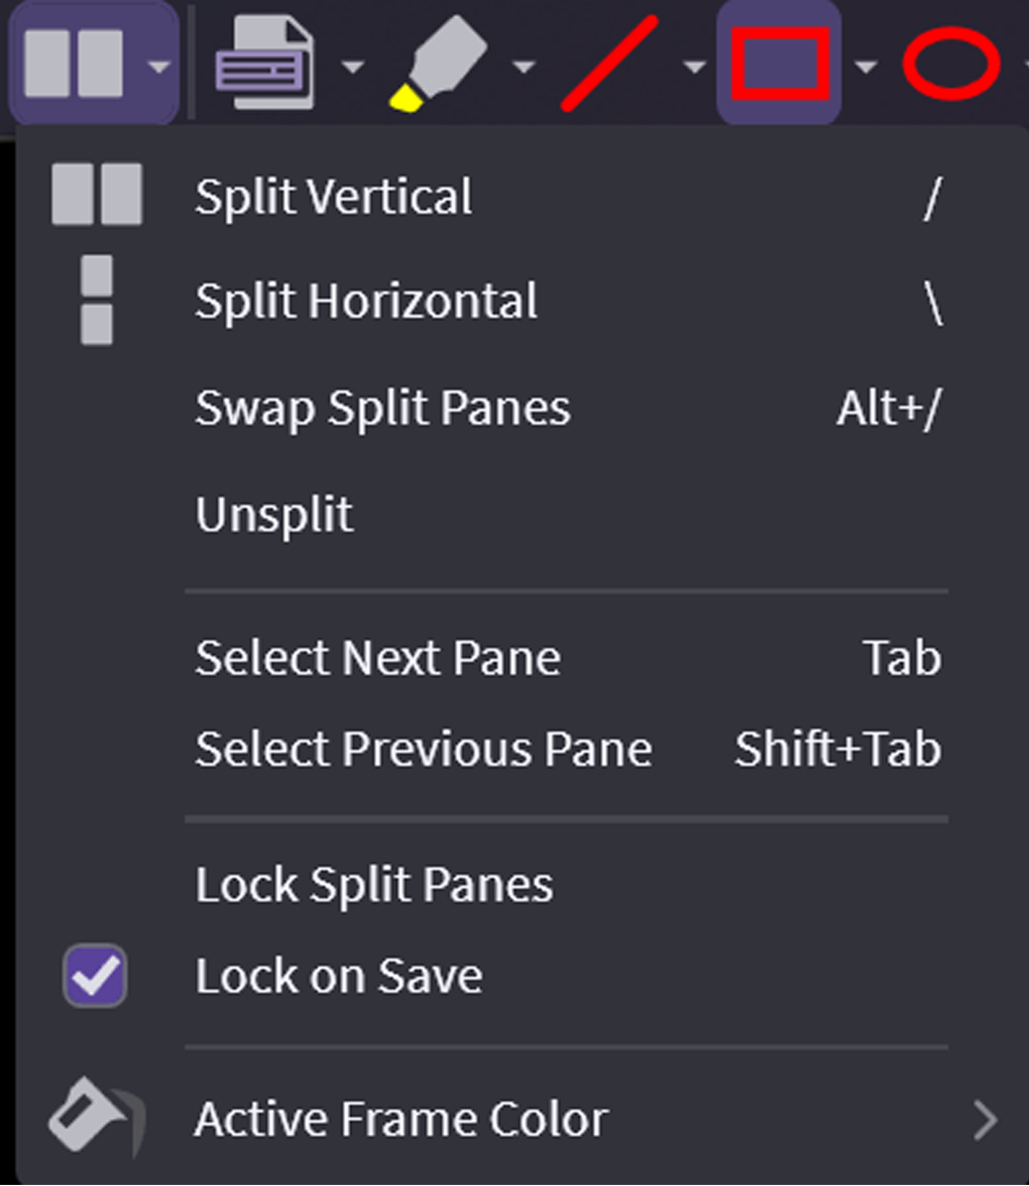 Split Vertical /
Split Horizontal \
Swap Split Panes Alt+/
Unsplit
Select Next Pane Tab
Select Previous Pane Shift+Tab
Lock Split Panes
Lock on Save
Active Frame Color